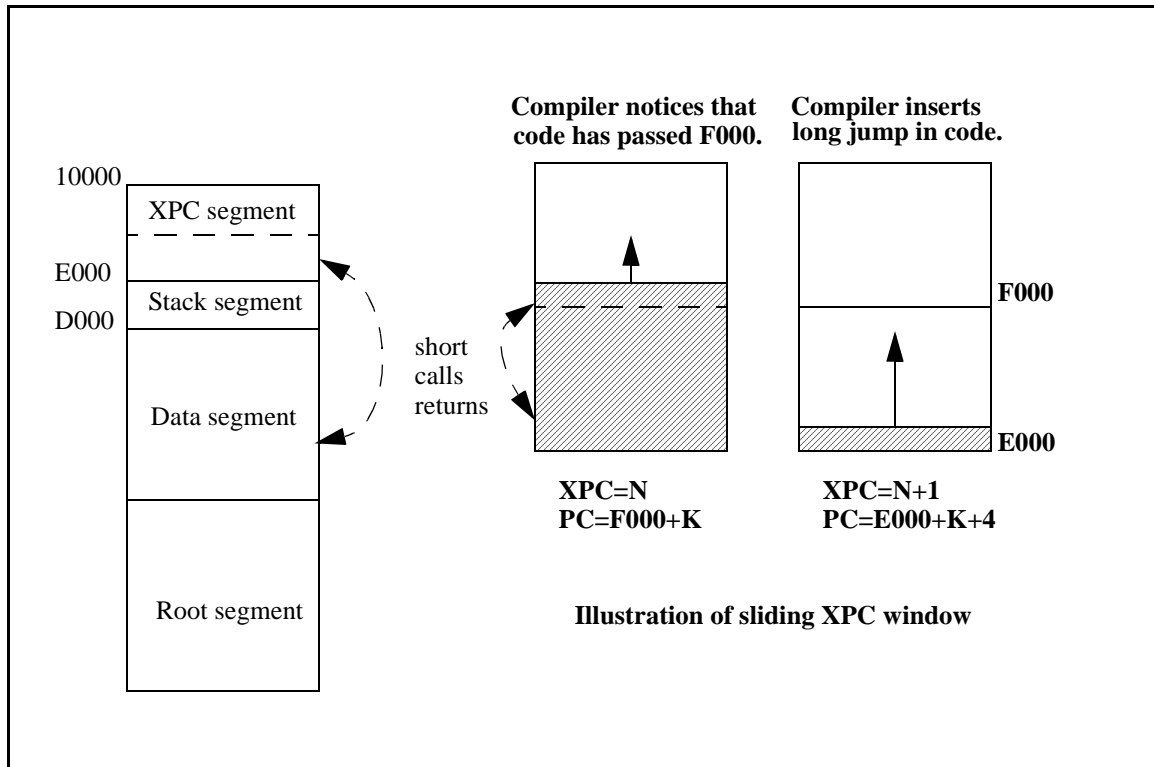 Compiler notices that
code has passed F000.
Compiler inserts
long jump in code.
10000
XPC segment
E000
Stack segment
D000
Data segment
Root segment
short
calls
returns
F000
E000
XPC=N
PC=F000+K
XPC=N+1
PC=E000+K+4
Illustration of sliding XPC window